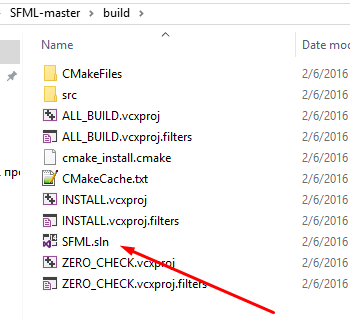 SFML-master > build >
Name
Date mo
CMakeFiles
2/6/2016
src
2/6/2016
ALL_BUILD.vcxproj
2/6/2016
ALL_BUILD.vcxproj.filters
2/6/2016
cmake_install.cmake
2/6/2016
CMakeCache.txt
2/6/2016
INSTALL.vcxproj
2/6/2016
INSTALL.vcxproj.filters
2/6/2016
SFML.sln
2/6/2016
ZERO_CHECK.vcxproj
2/6/2016
ZERO_CHECK.vcxproj.filters
2/6/2016
про